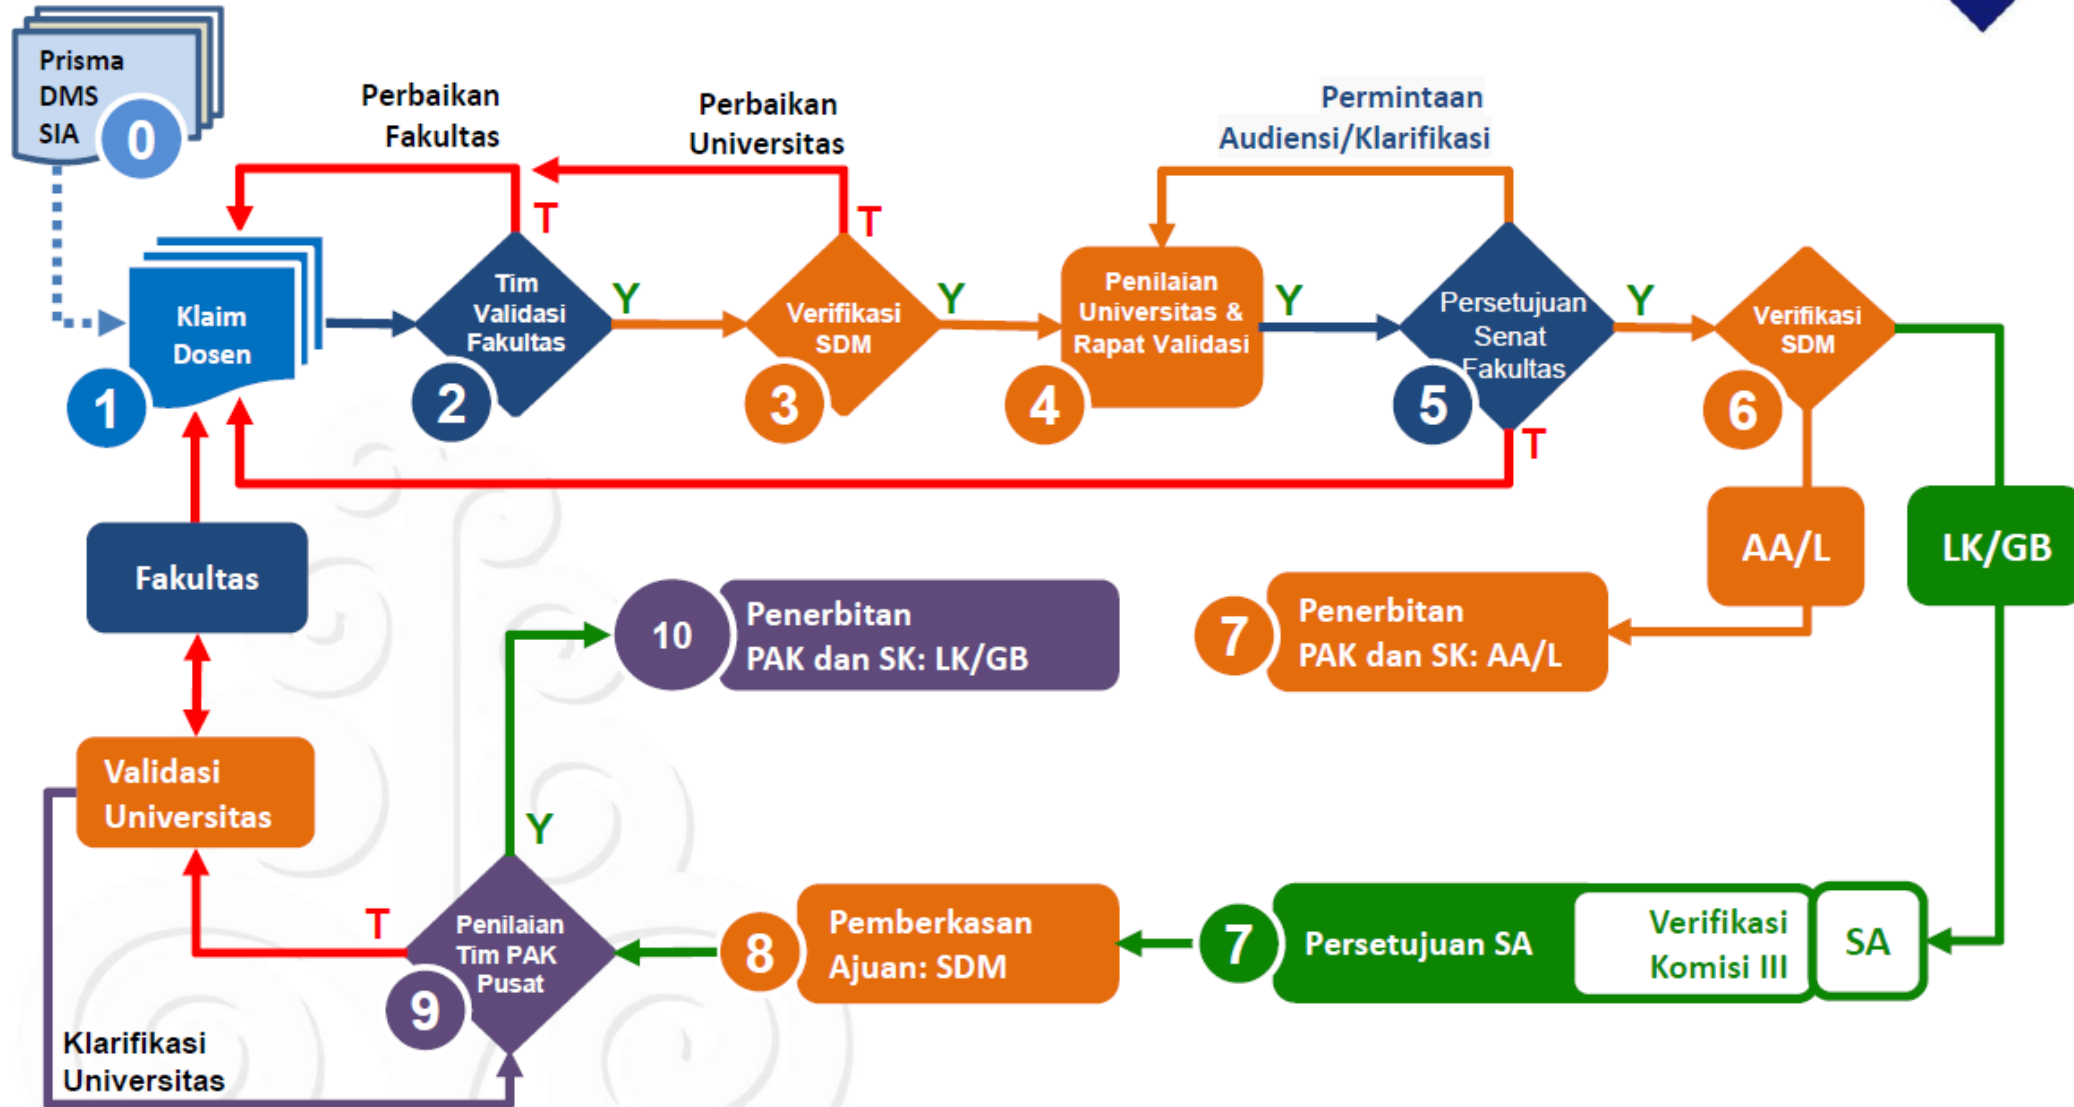 Prisma
DMS
SIA
0
Perbaikan
Fakultas
Perbaikan
Universitas
Permintaan
Audiensi/Klarifikasi
T
T
Klaim
Dosen
1
Tim
Validasi
Fakultas
2
Y
Verifikasi
SDM
3
Y
Penilaian
Universitas &
Rapat Validasi
4
Y
Persetujuan
Senat
Fakultas
5
Y
T
Verifikasi
SDM
6
AA/L
LK/GB
Fakultas
10
Penerbitan
PAK dan SK: LK/GB
7
Penerbitan
PAK dan SK: AA/L
Validasi
Universitas
Y
T
Penilaian
Tim PAK
Pusat
9
8
Pemberkasan
Ajuan: SDM
7
Persetujuan SA
Verifikasi
Komisi III
SA
Klarifikasi
Universitas